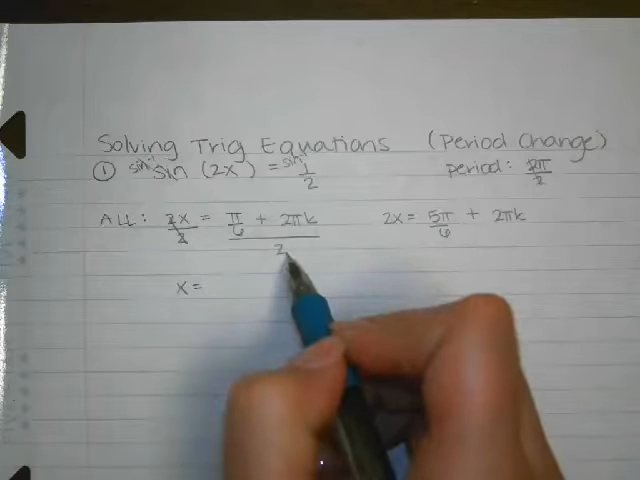 Solving Trig Equations (Period Change)
① sin⁻¹ sin (2x) = sin⁻¹ 1/2 period: 2π/2
ALL: 2x/2 = (π/6 + 2πk)/2 2x = 5π/6 + 2πk
x =